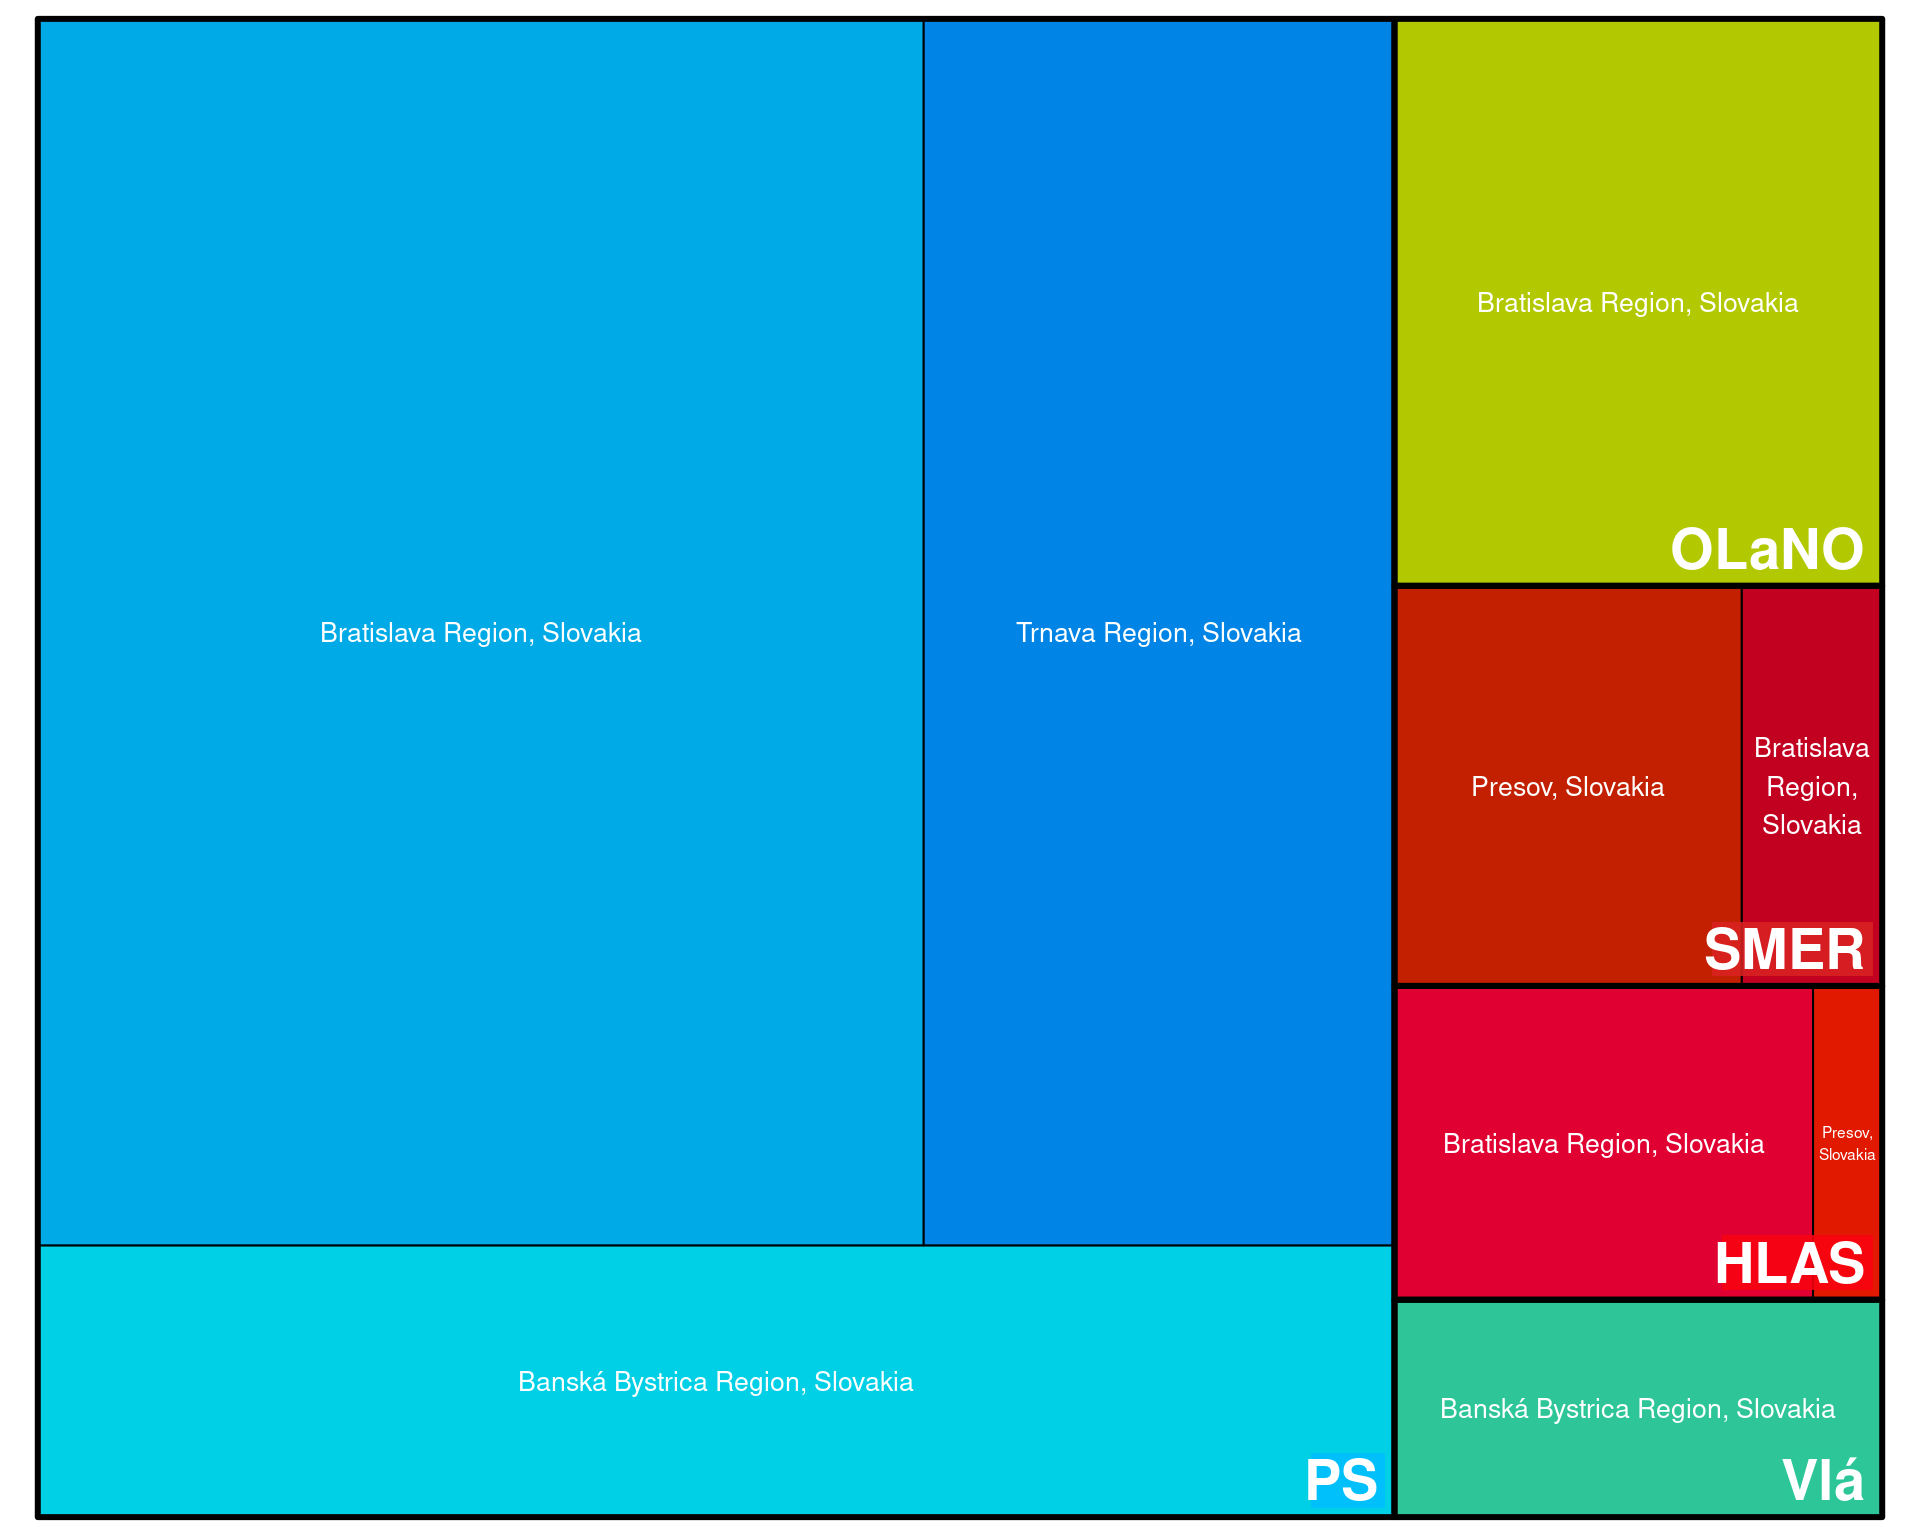 Bratislava Region, Slovakia
Trnava Region, Slovakia
Banská Bystrica Region, Slovakia
PS
Bratislava Region, Slovakia
OLaNO
Presov, Slovakia
Bratislava
Region,
Slovakia
SMER
Bratislava Region, Slovakia
Presov,
Slovakia
HLAS
Banská Bystrica Region, Slovakia
Vlá